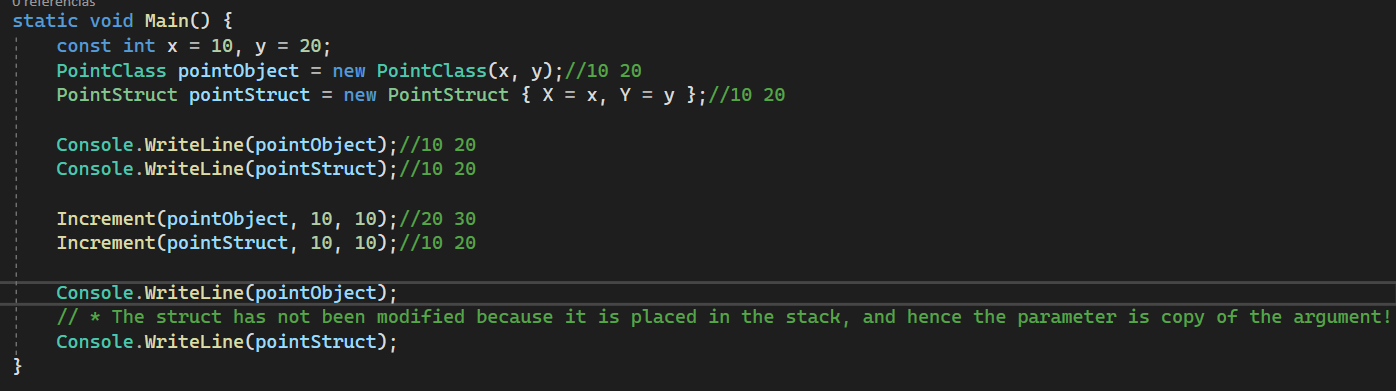 0 referencias
static void Main() {
const int x = 10, y = 20;
PointClass pointObject = new PointClass(x, y);//10 20
PointStruct pointStruct = new PointStruct { X = x, Y = y };//10 20
Console.WriteLine(pointObject);//10 20
Console.WriteLine(pointStruct);//10 20
Increment(pointObject, 10, 10);//20 30
Increment(pointStruct, 10, 10);//10 20
Console.WriteLine(pointObject);
// * The struct has not been modified because it is placed in the stack, and hence the parameter is copy of the argument!
Console.WriteLine(pointStruct);
}